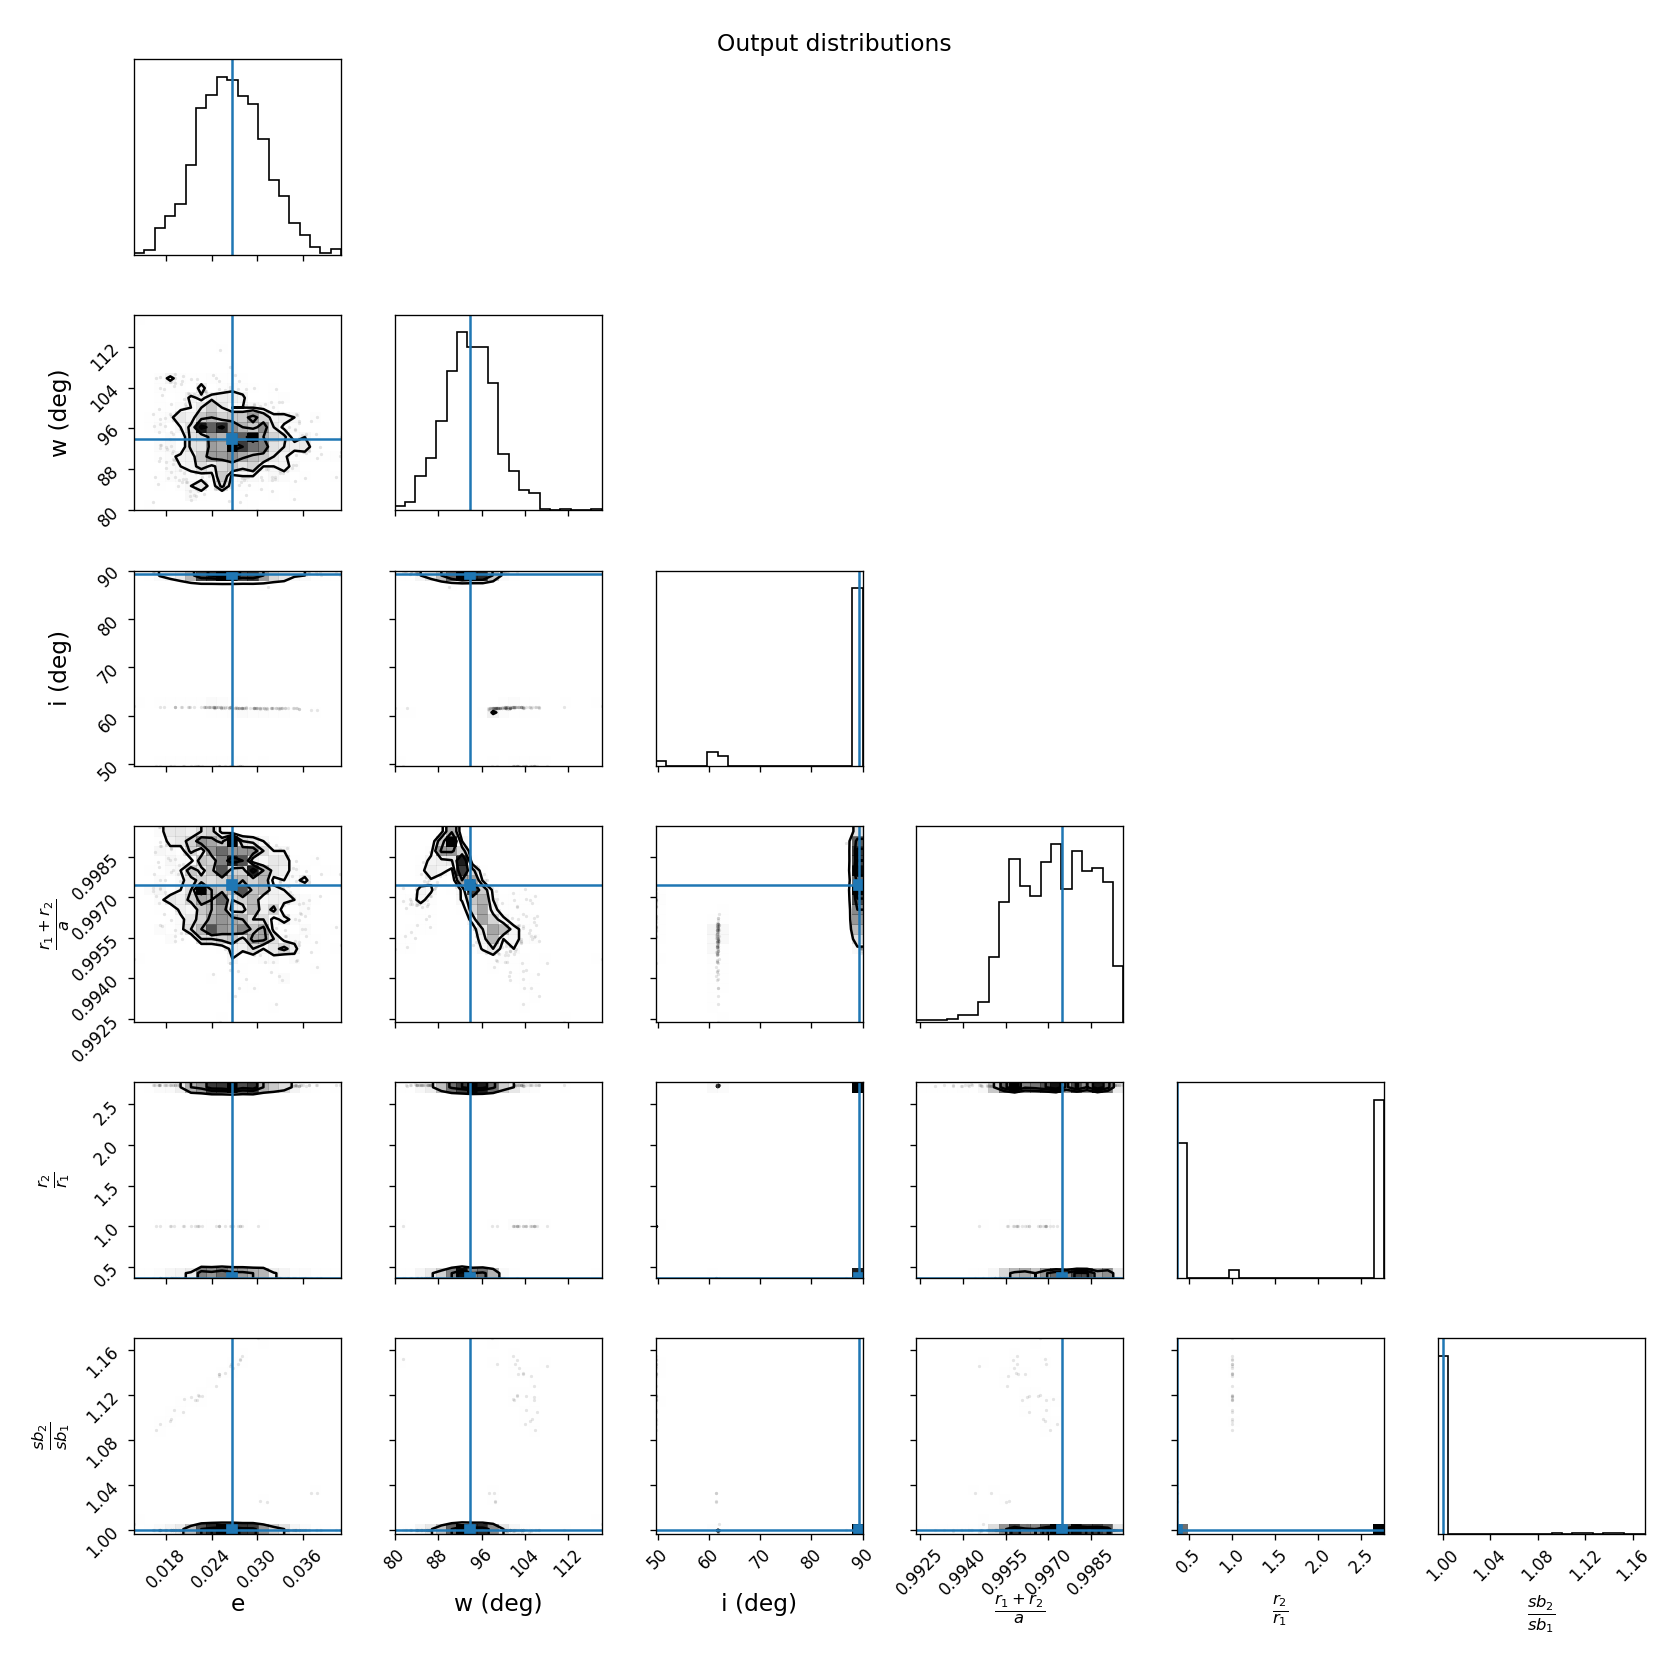 Output distributions
w (deg)
112
104
96
88
80
i (deg)
90
80
70
60
50
r₁ + r₂
a
0.9985
0.9970
0.9955
0.9940
0.9925
r₂
r₁
2.5
2.0
1.5
1.0
0.5
sb₂
sb₁
1.16
1.12
1.08
1.04
1.00
0.018 0.024 0.030 0.036
e
80 88 96 104 112
w (deg)
50 60 70 80 90
i (deg)
0.9925 0.9940 0.9955 0.9970 0.9985
r₁ + r₂
a
0.5 1.0 1.5 2.0 2.5
r₂
r₁
1.00 1.04 1.08 1.12 1.16
sb₂
sb₁